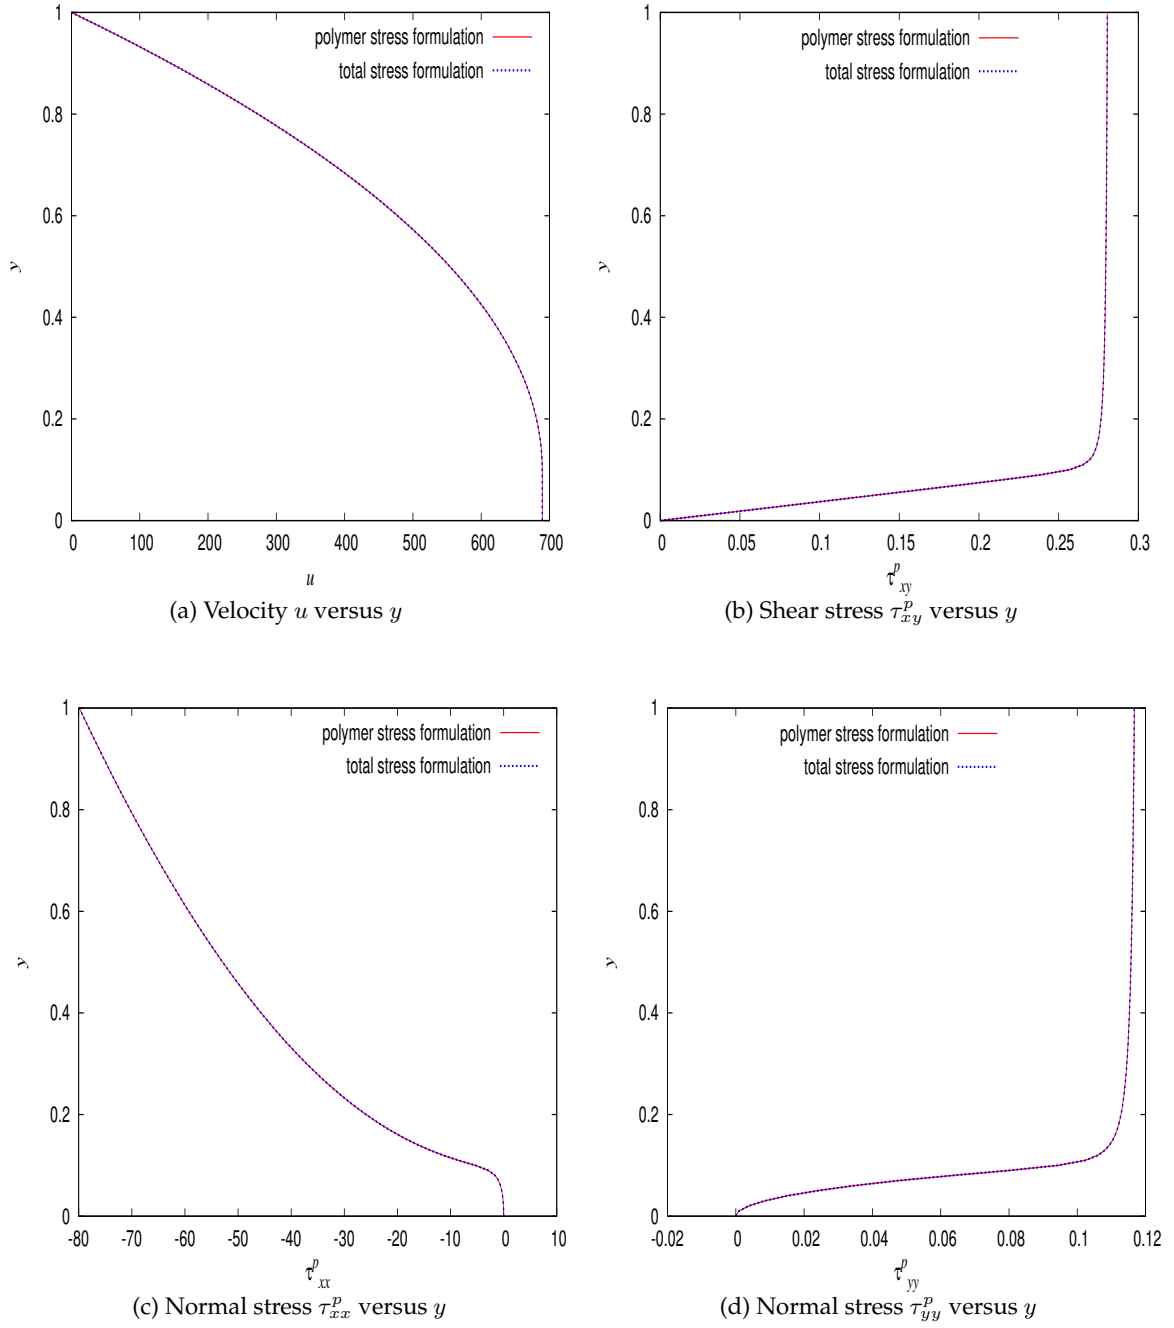 polymer stress formulation
total stress formulation
y
1
0.8
0.6
0.4
0.2
0
0 100 200 300 400 500 600 700
u
(a) Velocity u versus y
polymer stress formulation
total stress formulation
y
1
0.8
0.6
0.4
0.2
0
0 0.05 0.1 0.15 0.2 0.25 0.3
τ^p_xy
(b) Shear stress τ^p_xy versus y
polymer stress formulation
total stress formulation
y
1
0.8
0.6
0.4
0.2
0
-80 -70 -60 -50 -40 -30 -20 -10 0 10
τ^p_xx
(c) Normal stress τ^p_xx versus y
polymer stress formulation
total stress formulation
y
1
0.8
0.6
0.4
0.2
0
-0.02 0 0.02 0.04 0.06 0.08 0.1 0.12
τ^p_yy
(d) Normal stress τ^p_yy versus y